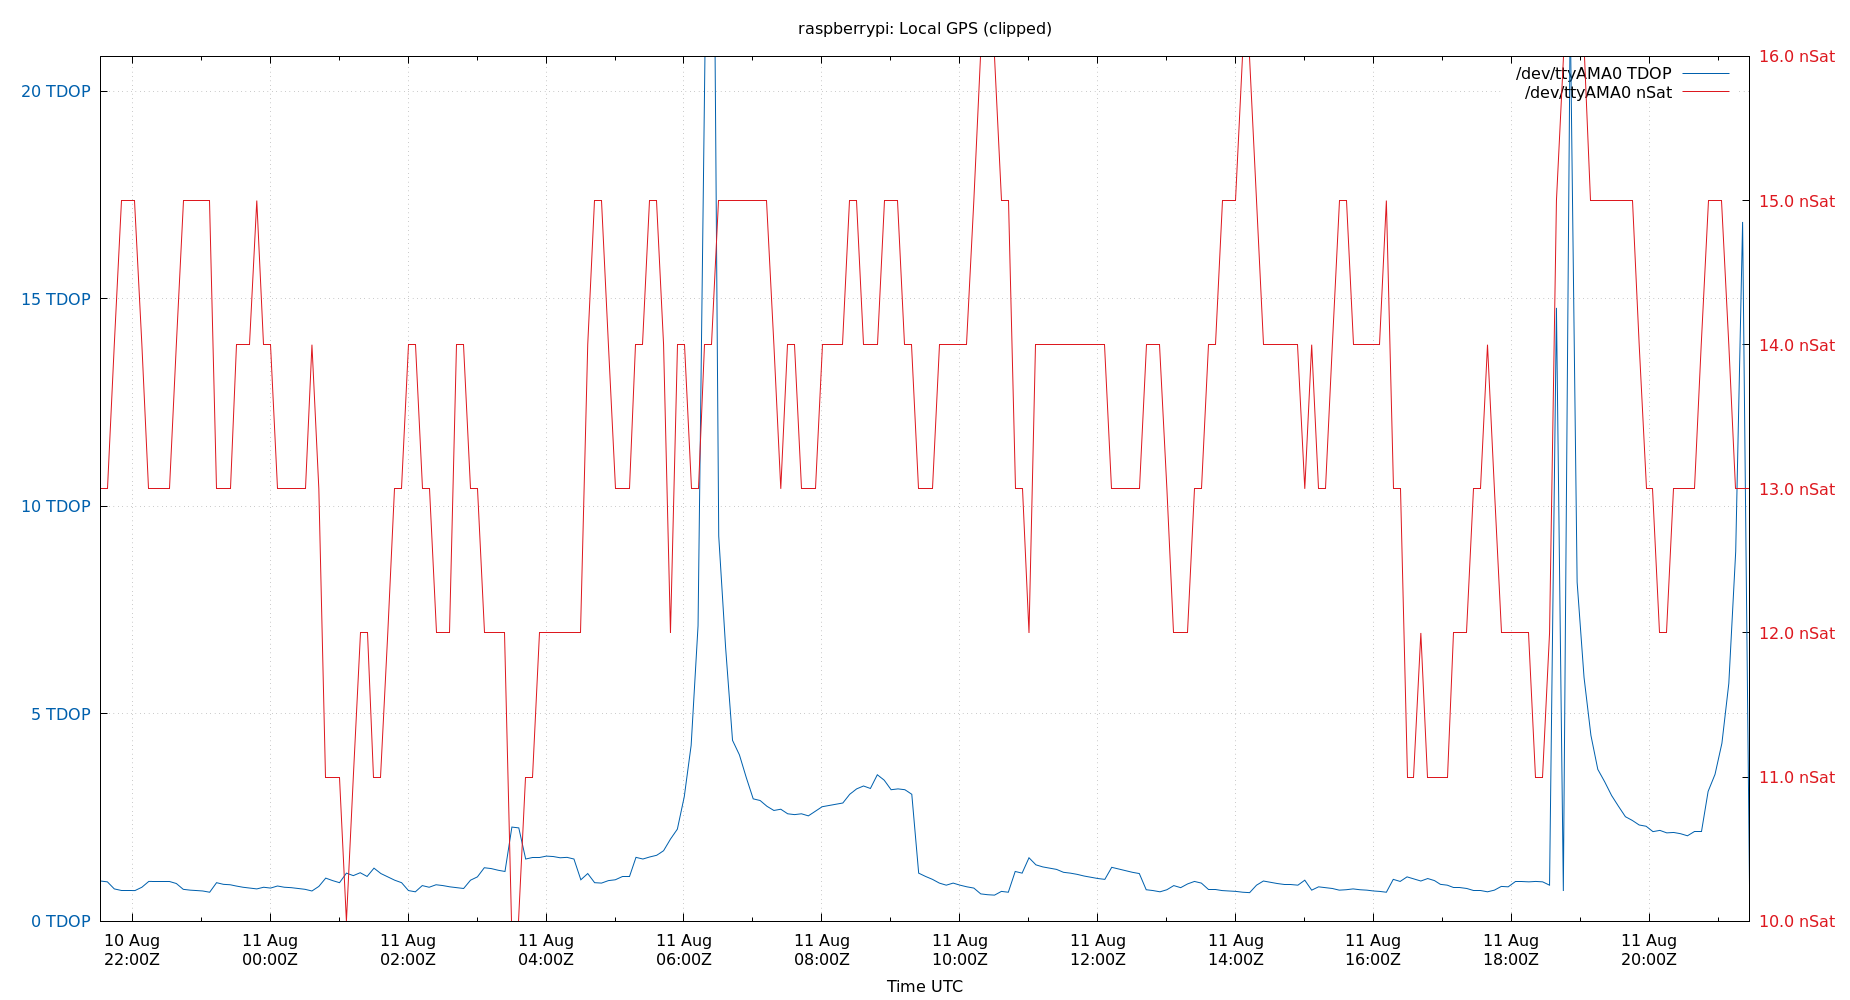 raspberrypi: Local GPS (clipped)
20 TDOP
15 TDOP
10 TDOP
5 TDOP
0 TDOP
/dev/ttyAMA0 TDOP
/dev/ttyAMA0 nSat
16.0 nSat
15.0 nSat
14.0 nSat
13.0 nSat
12.0 nSat
11.0 nSat
10.0 nSat
10 Aug
22:00Z
11 Aug
00:00Z
11 Aug
02:00Z
11 Aug
04:00Z
11 Aug
06:00Z
11 Aug
08:00Z
11 Aug
10:00Z
11 Aug
12:00Z
11 Aug
14:00Z
11 Aug
16:00Z
11 Aug
18:00Z
11 Aug
20:00Z
Time UTC